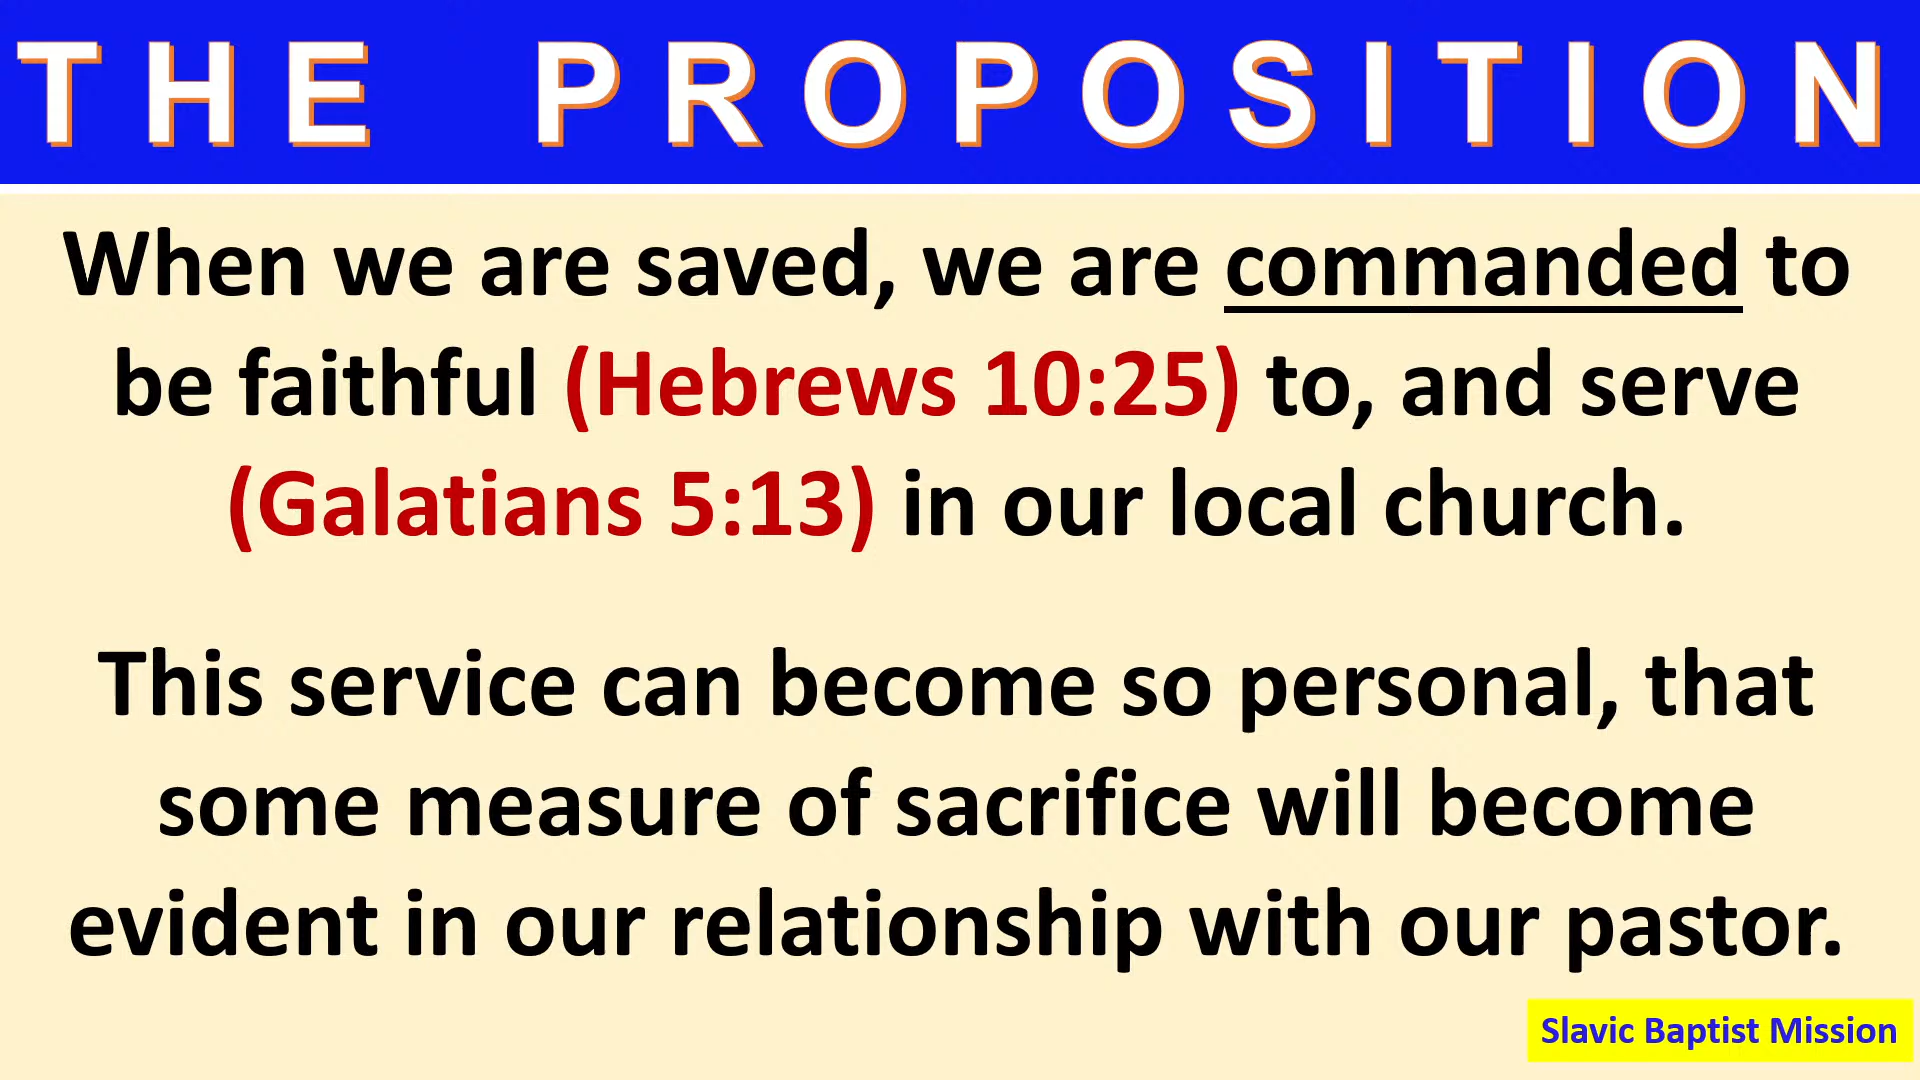 THE PROPOSITION
When we are saved, we are commanded to
be faithful (Hebrews 10:25) to, and serve
(Galatians 5:13) in our local church.
This service can become so personal, that
some measure of sacrifice will become
evident in our relationship with our pastor.
Slavic Baptist Mission